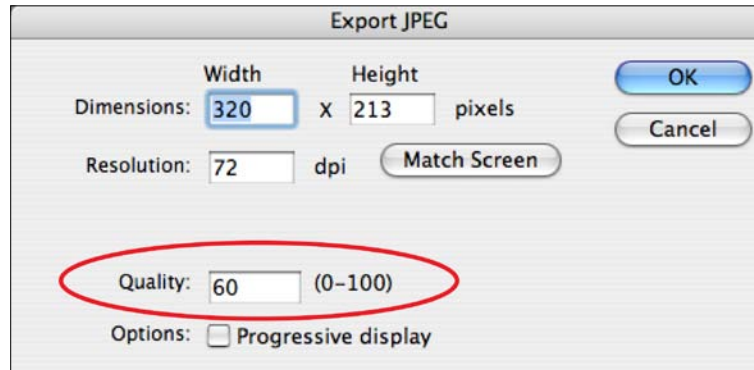 Export JPEG
Width Height
Dimensions: 320 X 213 pixels
OK
Cancel
Resolution: 72 dpi Match Screen
Quality: 60 (0-100)
Options: Progressive display